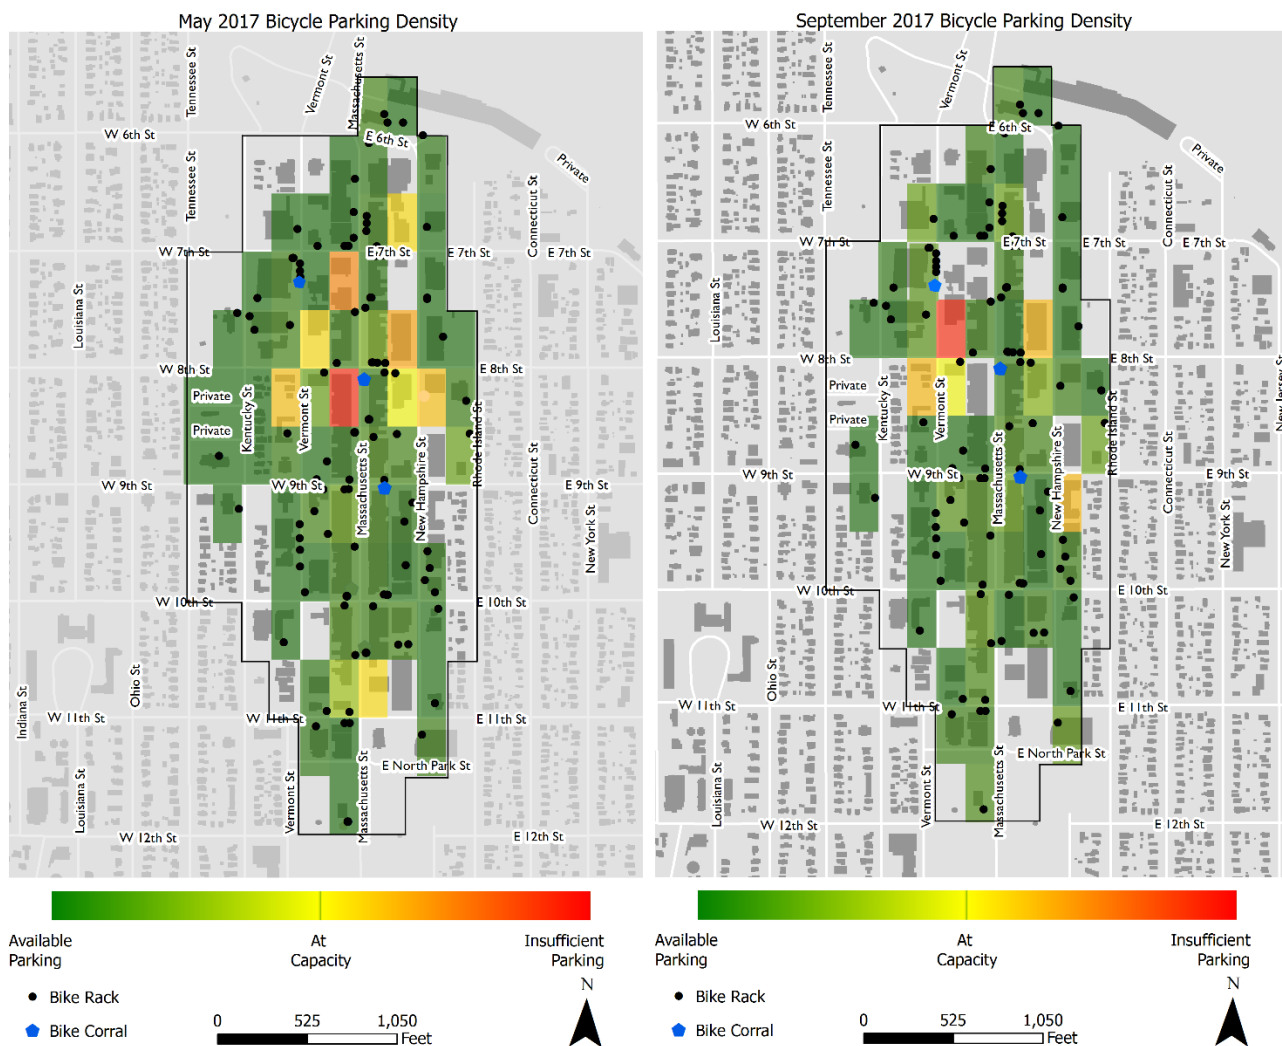 May 2017 Bicycle Parking Density
Tennessee St
Vermont St
Massachusetts St
W 6th St
E 6th St
Private
Tennessee St
Connecticut St
W 7th St
E 7th St
E 7th St
E 7th St
Louisiana St
W 8th St
E 8th St
Private
Kentucky St
Vermont St
Private
Massachusetts St
New Hampshire St
Rhode Island St
Connecticut St
W 9th St
W 9th St
E 9th St
New York St
W 10th St
E 10th St
Indiana St
Ohio St
W 11th St
W 11th St
E 11th St
E North Park St
Louisiana St
Vermont St
Massachusetts St
W 12th St
E 12th St
Available
Parking
At
Capacity
Insufficient
Parking
Bike Rack
Bike Corral
0 525 1,050
Feet
N
September 2017 Bicycle Parking Density
Tennessee St
Vermont St
W 6th St
E 6th St
Private
Tennessee St
Connecticut St
W 7th St
E 7th St
E 7th St
E 7th St
Louisiana St
W 8th St
E 8th St
Private
Kentucky St
Vermont St
Private
Massachusetts St
New Hampshire St
Rhode Island St
Connecticut St
New Jersey St
W 9th St
W 9th St
E 9th St
New York St
W 10th St
E 10th St
Ohio St
W 11th St
W 11th St
E 11th St
E North Park St
Louisiana St
Vermont St
Massachusetts St
W 12th St
E 12th St
Available
Parking
At
Capacity
Insufficient
Parking
Bike Rack
Bike Corral
0 525 1,050
Feet
N